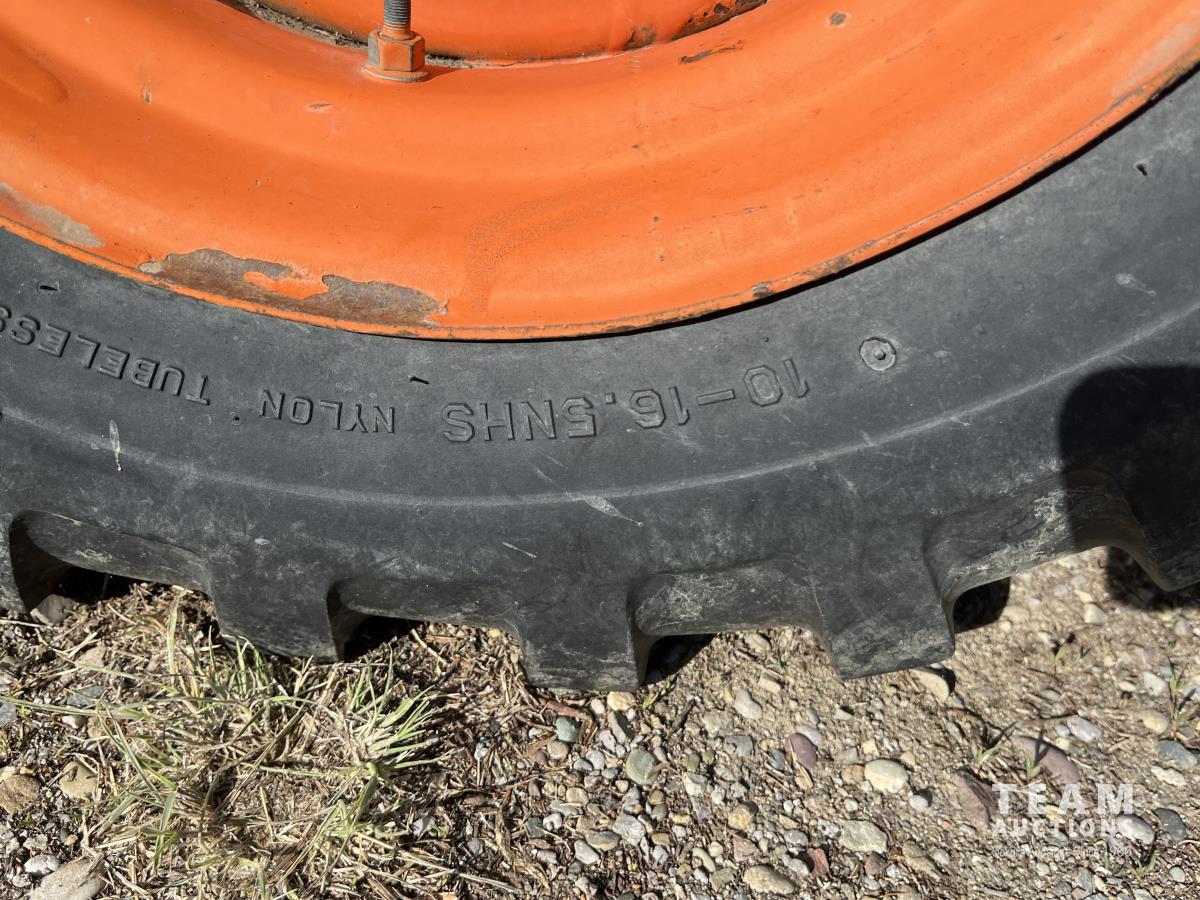 10-16.5NHS NYLON TUBELESS
TEAM
AUCTION